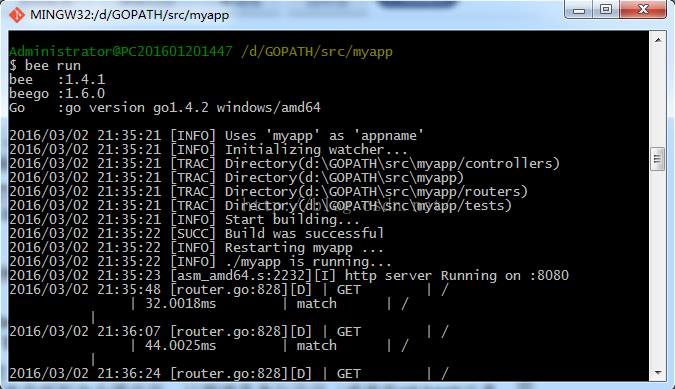 MINGW32:/d/GOPATH/src/myapp
Administrator@PC201601201447 /d/GOPATH/src/myapp
$ bee run
bee   :1.4.1
beego :1.6.0
Go    :go version go1.4.2 windows/amd64
2016/03/02 21:35:21 [INFO] Uses 'myapp' as 'appname'
2016/03/02 21:35:21 [INFO] Initializing watcher...
2016/03/02 21:35:21 [TRAC] Directory(d:\GOPATH\src\myapp/controllers)
2016/03/02 21:35:21 [TRAC] Directory(d:\GOPATH\src\myapp)
2016/03/02 21:35:21 [TRAC] Directory(d:\GOPATH\src\myapp/routers)
2016/03/02 21:35:21 [TRAC] Directory(d:\GOPATH\src\myapp/tests)
2016/03/02 21:35:21 [INFO] Start building...
2016/03/02 21:35:22 [SUCC] Build was successful
2016/03/02 21:35:22 [INFO] Restarting myapp ...
2016/03/02 21:35:22 [INFO] ./myapp is running...
2016/03/02 21:35:23 [asm_amd64.s:2232][I] http server Running on :8080
2016/03/02 21:35:48 [router.go:828][D] | GET        | /
| 32.0018ms        | match      | /
|
2016/03/02 21:36:07 [router.go:828][D] | GET        | /
| 44.0025ms        | match      | /
|
2016/03/02 21:36:24 [router.go:828][D] | GET        | /